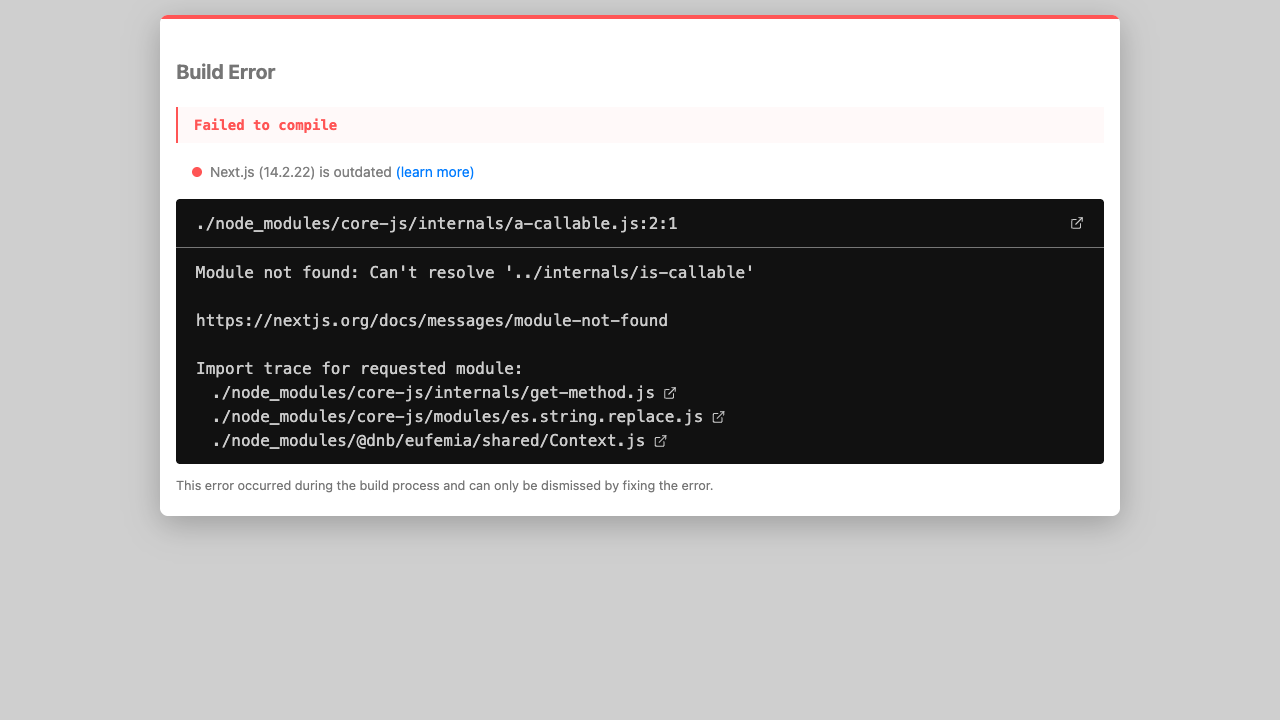 Build Error
Failed to compile
Next.js (14.2.22) is outdated (learn more)
./node_modules/core-js/internals/a-callable.js:2:1
Module not found: Can't resolve '../internals/is-callable'
https://nextjs.org/docs/messages/module-not-found
Import trace for requested module:
./node_modules/core-js/internals/get-method.js
./node_modules/core-js/modules/es.string.replace.js
./node_modules/@dnb/eufemia/shared/Context.js
This error occurred during the build process and can only be dismissed by fixing the error.